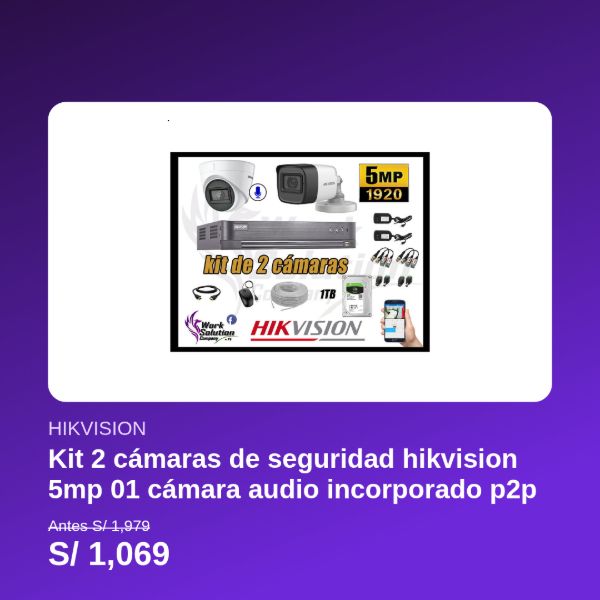 5MP
1920
kit de 2 cámaras
1TB
Work
Solution
Company
HIKVISION
HIKVISION
Kit 2 cámaras de seguridad hikvision
5mp 01 cámara audio incorporado p2p
Antes S/ 1,979
S/ 1,069